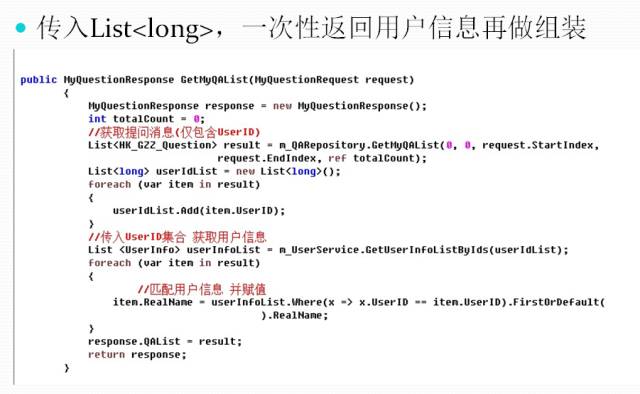 传入List<long>，一次性返回用户信息再做组装
public MyQuestionResponse GetMyQAList(MyQuestionRequest request)
{
MyQuestionResponse response = new MyQuestionResponse();
int totalCount = 0;
//获取提问消息(仅包含UserID)
List<HK_GZZ_Question> result = m_QARepository.GetMyQAList(0, 0, request.StartIndex,
request.EndIndex, ref totalCount);
List<long> userIdList = new List<long>();
foreach (var item in result)
{
userIdList.Add(item.UserID);
}
//传入UserID集合 获取用户信息
List <UserInfo> userInfoList = m_UserService.GetUserInfoListByIds(userIdList);
foreach (var item in result)
{
//匹配用户信息 并赋值
item.RealName = userInfoList.Where(x => x.UserID == item.UserID).FirstOrDefault(
).RealName;
}
response.QAList = result;
return response;
}